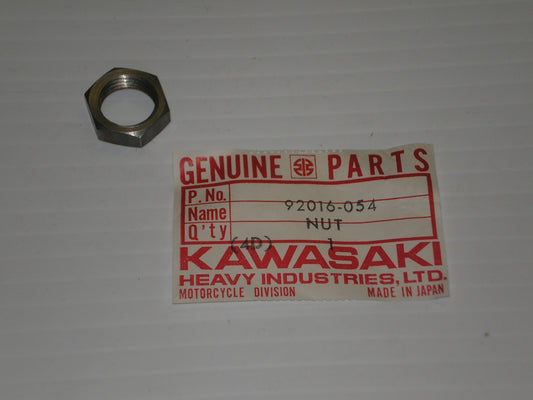 GENUINE PARTS
P. No. 92016-054
Name NUT
Q'ty (4D) 1
KAWASAKI
HEAVY INDUSTRIES, LTD.
MOTORCYCLE DIVISION MADE IN JAPAN